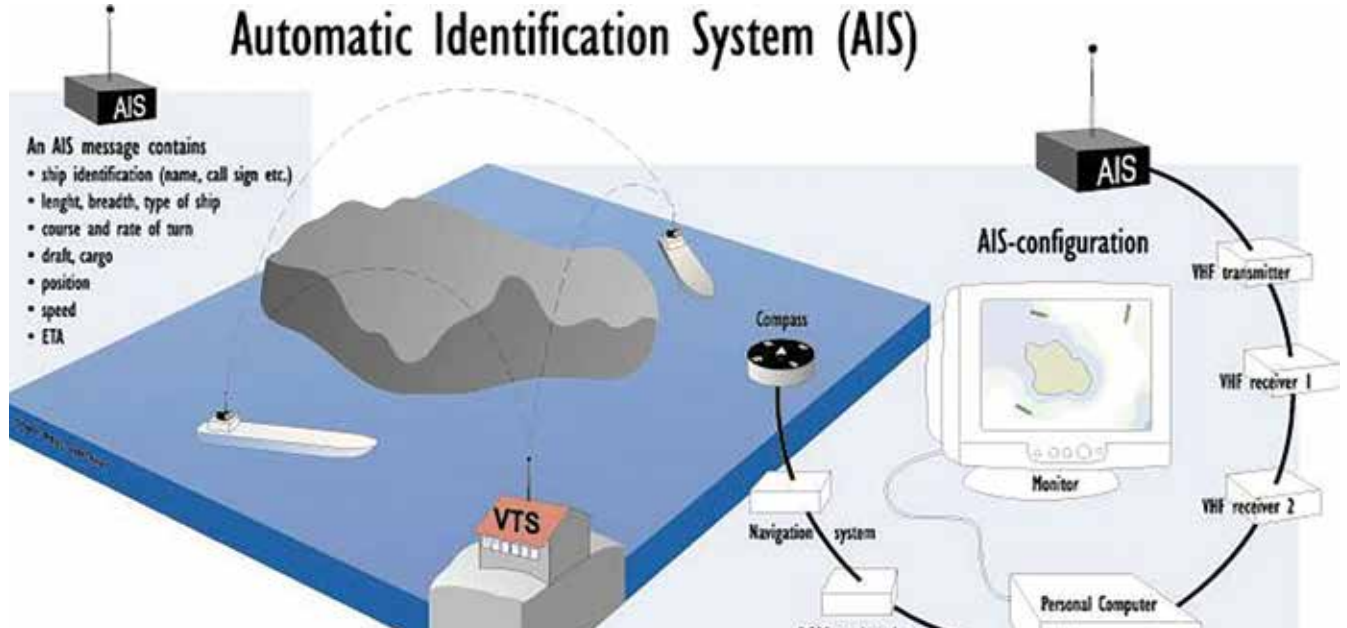 Automatic Identification System (AIS)
AIS
An AIS message contains
• ship identification (name, call sign etc.)
• lenght, breadth, type of ship
• course and rate of turn
• draft, cargo
• position
• speed
• ETA
AIS
AIS-configuration
VHF transmitter
Compass
VHF receiver 1
Monitor
VHF receiver 2
VTS
Navigation system
Personal Computer